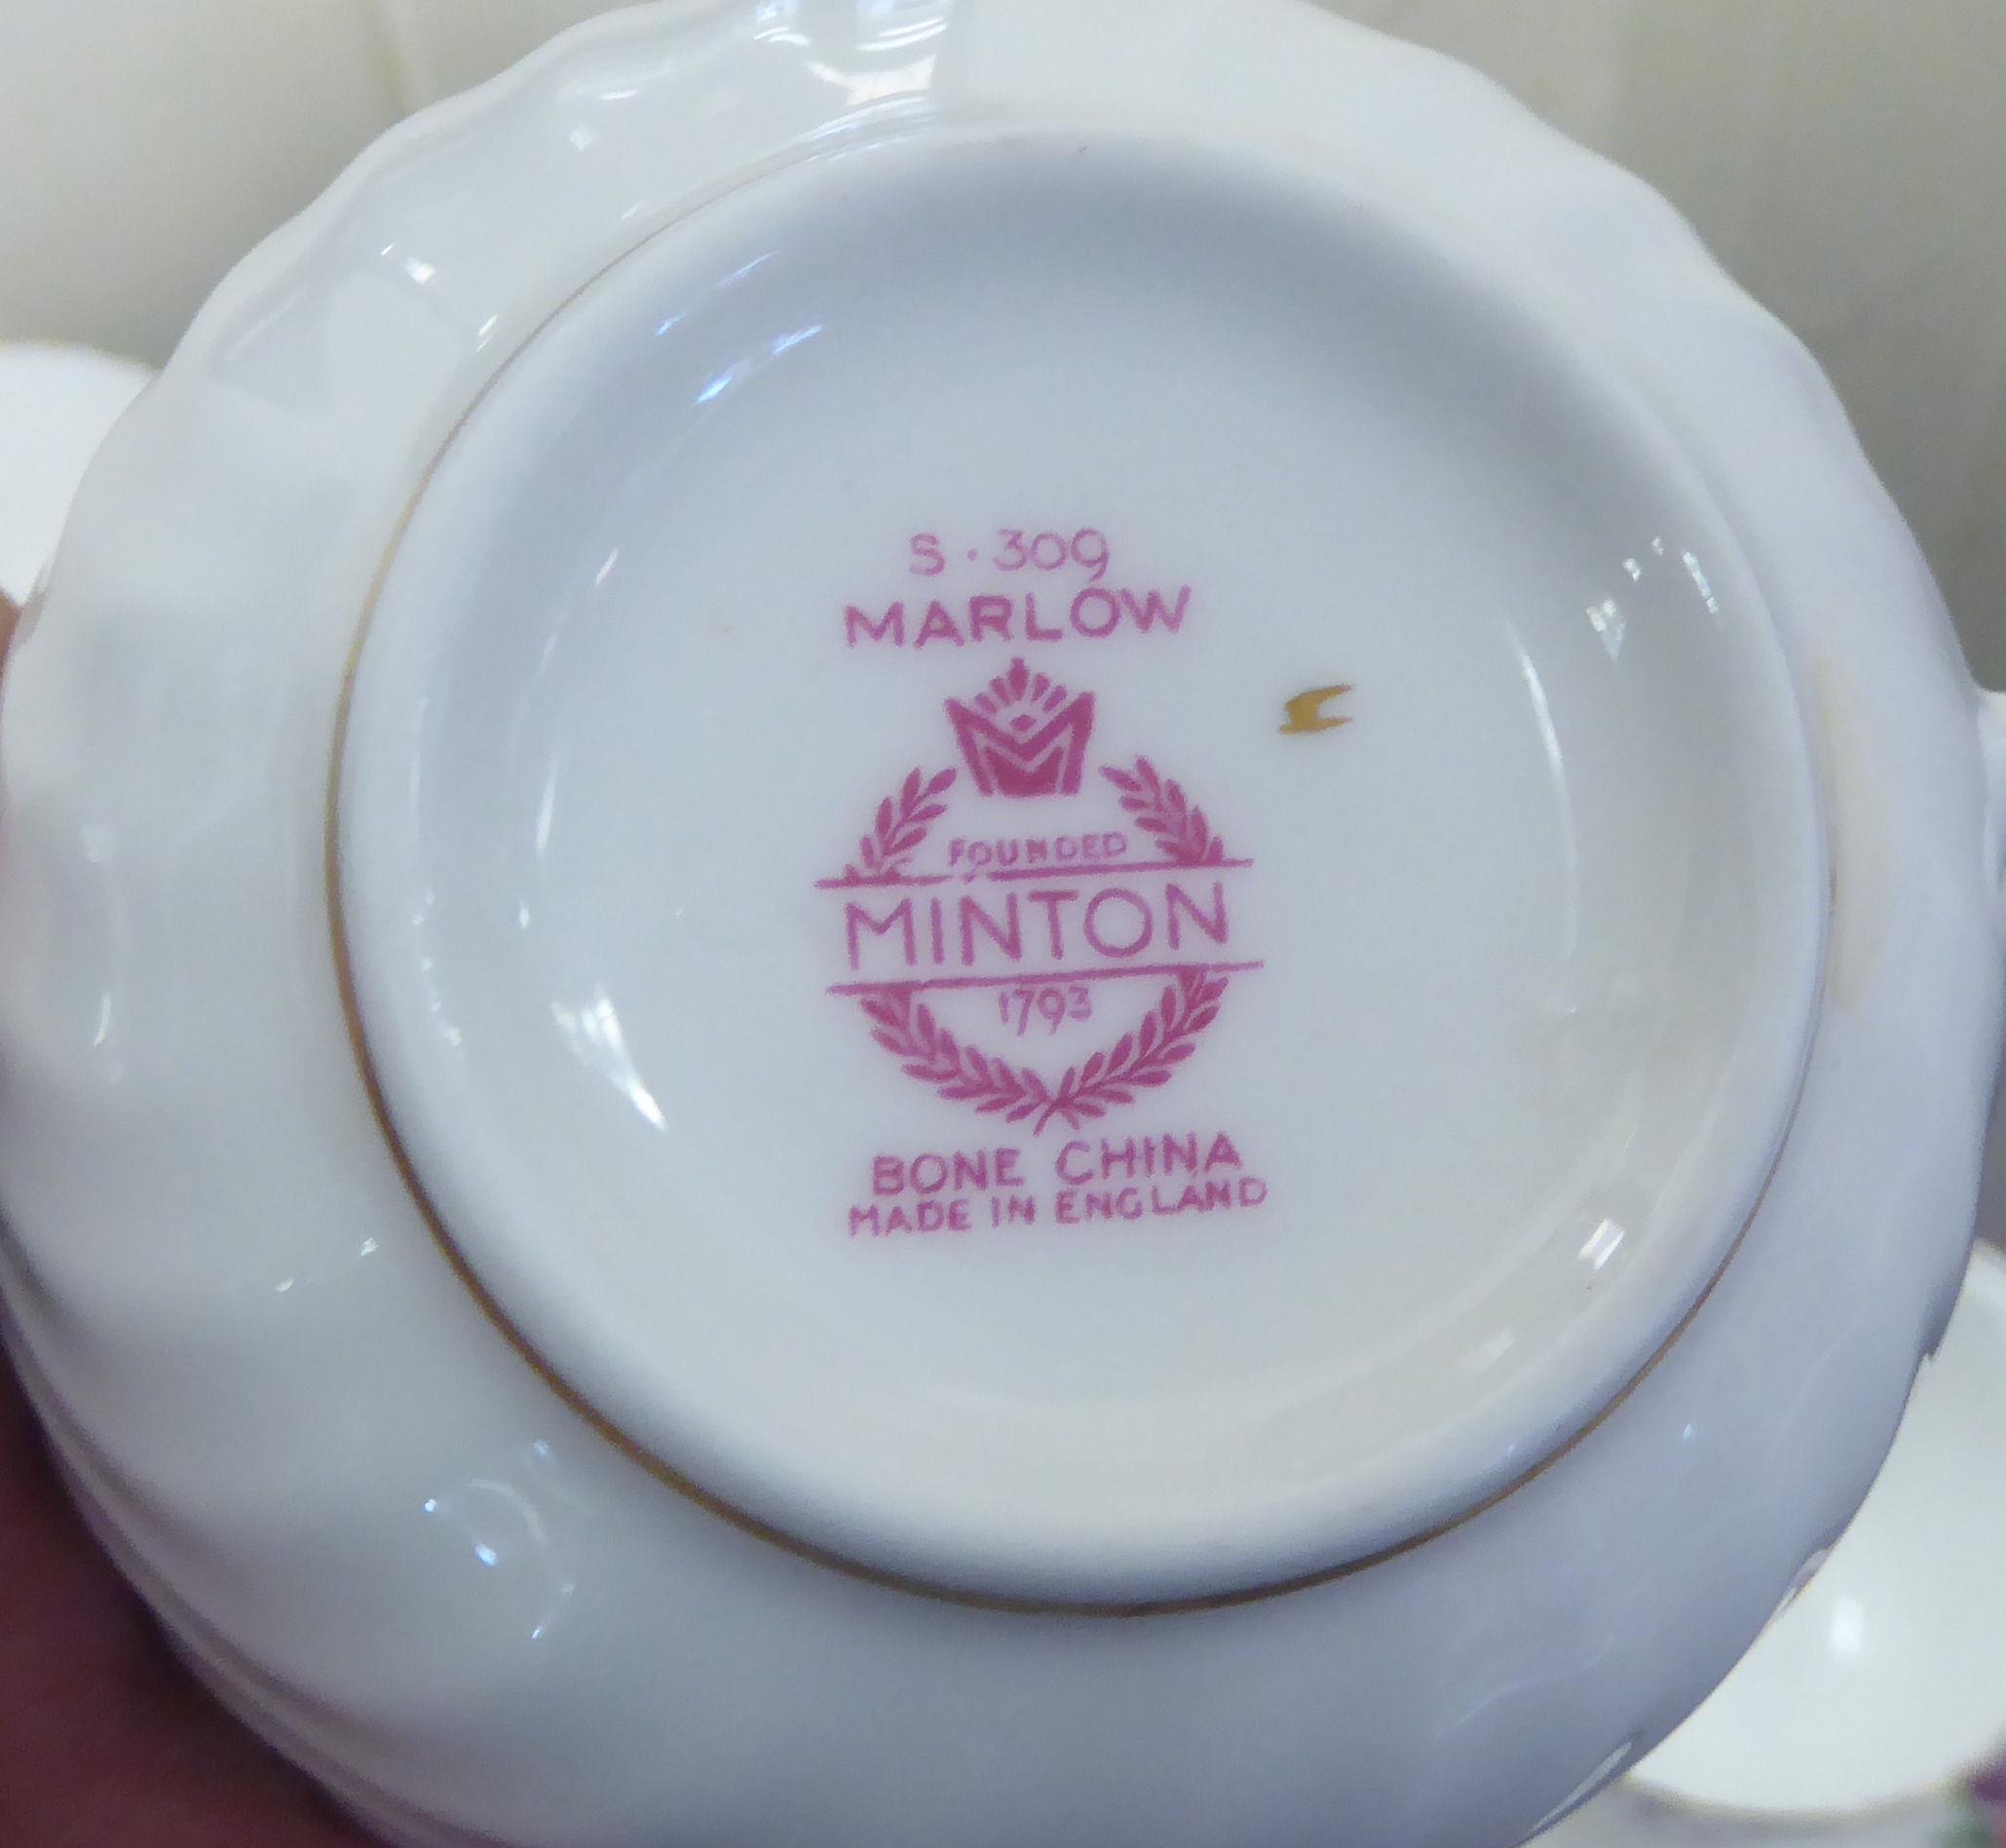 S·309
MARLOW
FOUNDED
MINTON
1793
BONE CHINA
MADE IN ENGLAND